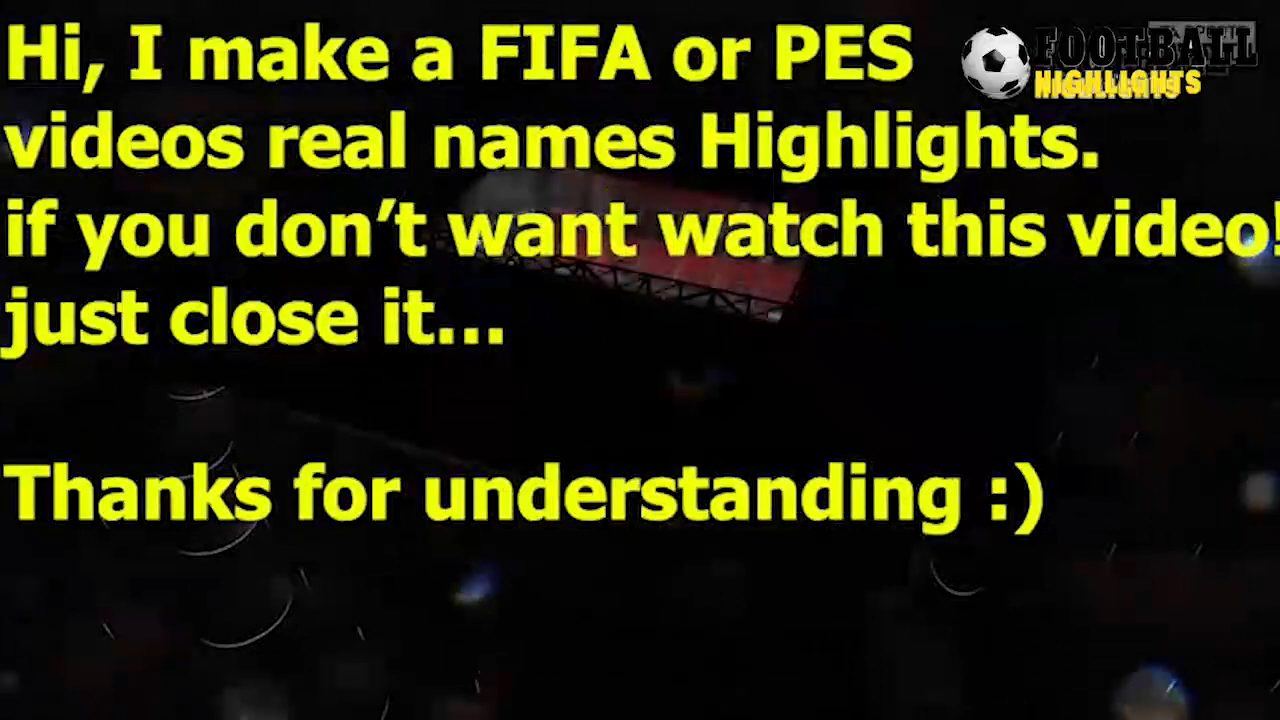 Hi, I make a FIFA or PES
FOOTBALL
HIGHLIGHTS
videos real names Highlights.
if you don’t want watch this video!
just close it...
Thanks for understanding :)